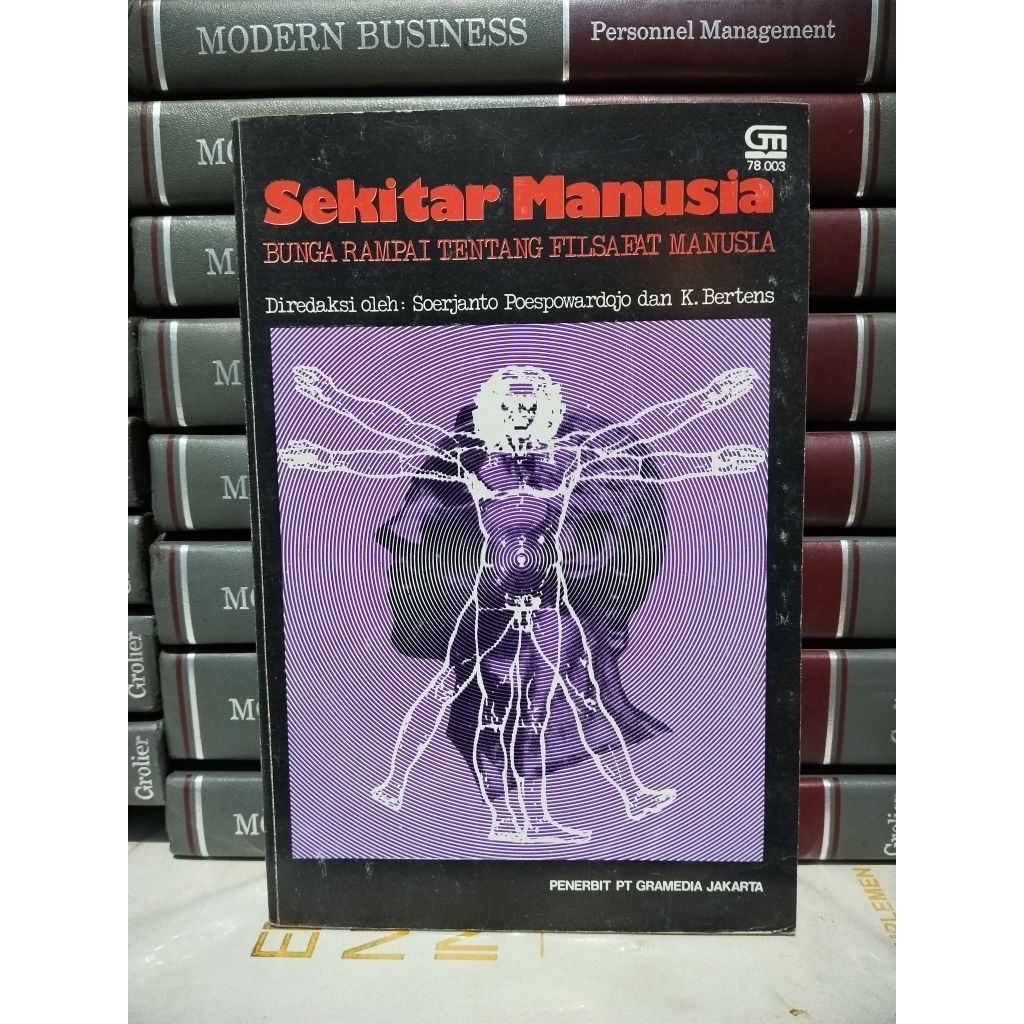 MODERN BUSINESS
Personnel Management
GM
78.003
Sekitar Manusia
BUNGA RAMPAI TENTANG FILSAFAT MANUSIA
Diredaksi oleh: Soerjanto Poespowardojo dan K. Bertens
PENERBIT PT GRAMEDIA JAKARTA
Grolier
Grolier